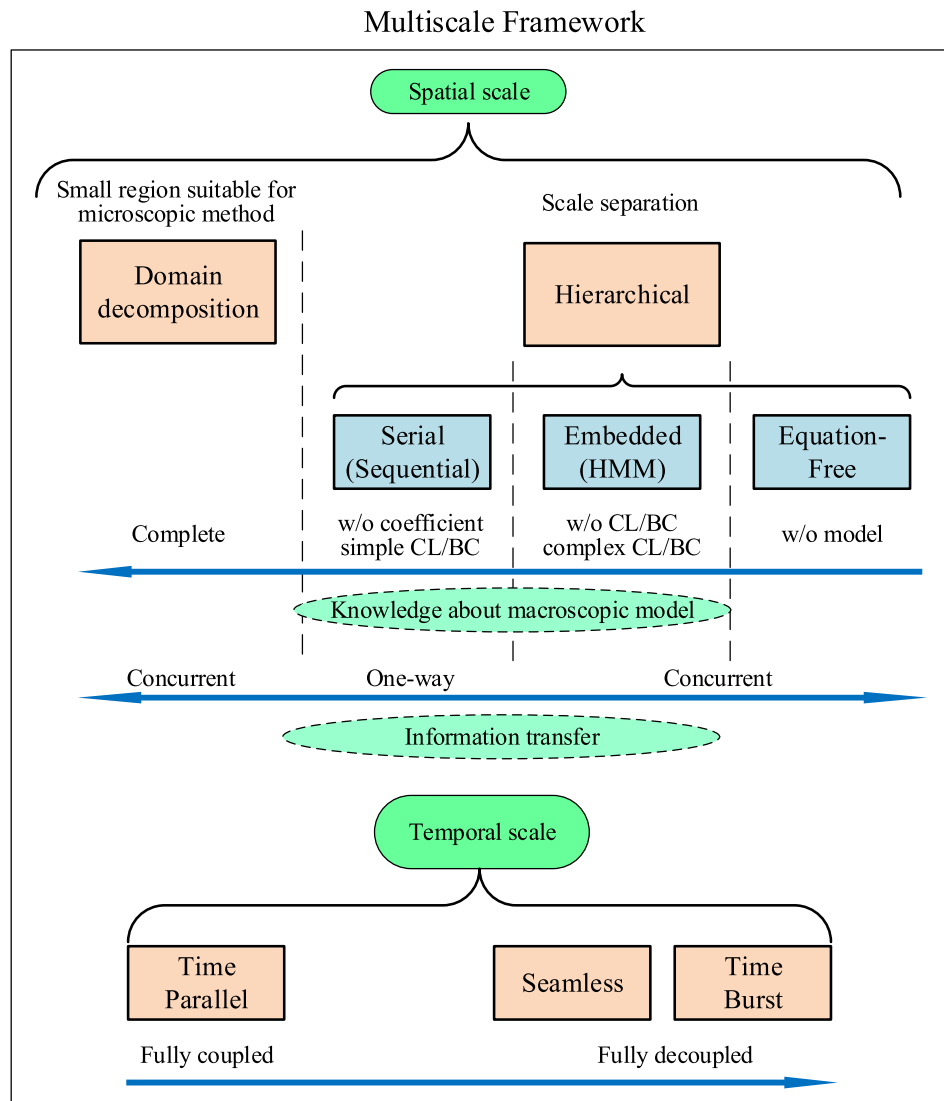 Multiscale Framework
Spatial scale
Small region suitable for
microscopic method
Scale separation
Domain
decomposition
Hierarchical
Serial
(Sequential)
Embedded
(HMM)
Equation-
Free
Complete
w/o coefficient
simple CL/BC
w/o CL/BC
complex CL/BC
w/o model
Knowledge about macroscopic model
Concurrent
One-way
Concurrent
Information transfer
Temporal scale
Time
Parallel
Seamless
Time
Burst
Fully coupled
Fully decoupled